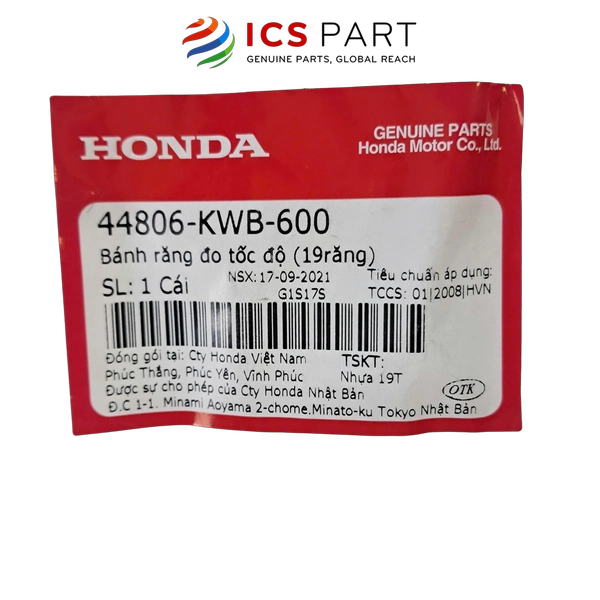 ICS PART
GENUINE PARTS, GLOBAL REACH
HONDA
GENUINE PARTS
Honda Motor Co., Ltd.
44806-KWB-600
Bánh răng đo tốc độ (19răng)
SL: 1 Cái
NSX: 17-09-2021
G1S17S
Tiêu chuẩn áp dụng:
TCCS: 01|2008|HVN
Đóng gói tại: Cty Honda Việt Nam
Phúc Thắng, Phúc Yên, Vĩnh Phúc
TSKT:
Nhựa 19T
Được sự cho phép của Cty Honda Nhật Bản
Đ.C 1-1. Minami Aoyama 2-chome.Minato-ku Tokyo Nhật Bản
OTK